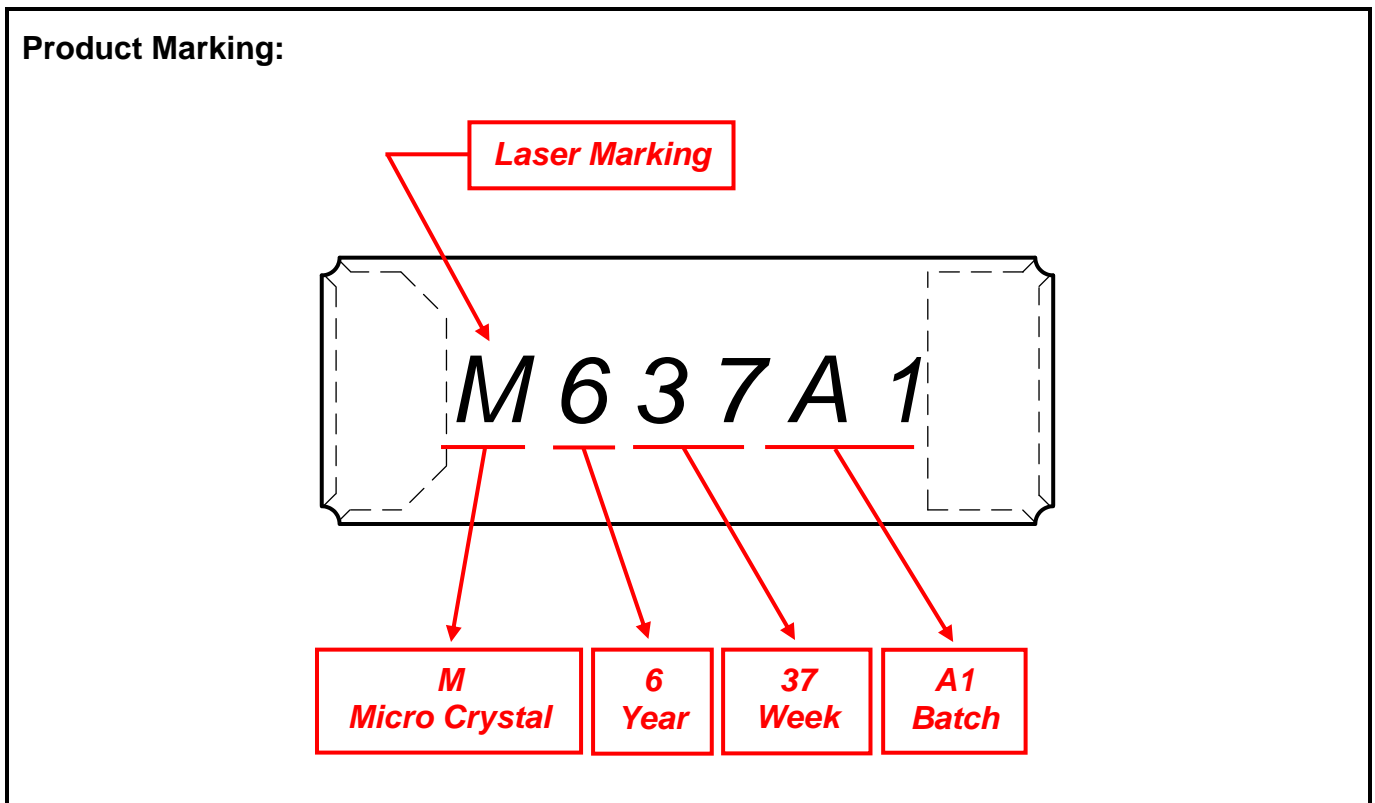 Product Marking:
Laser Marking
M 6 3 7 A 1
M
Micro Crystal
6
Year
37
Week
A1
Batch